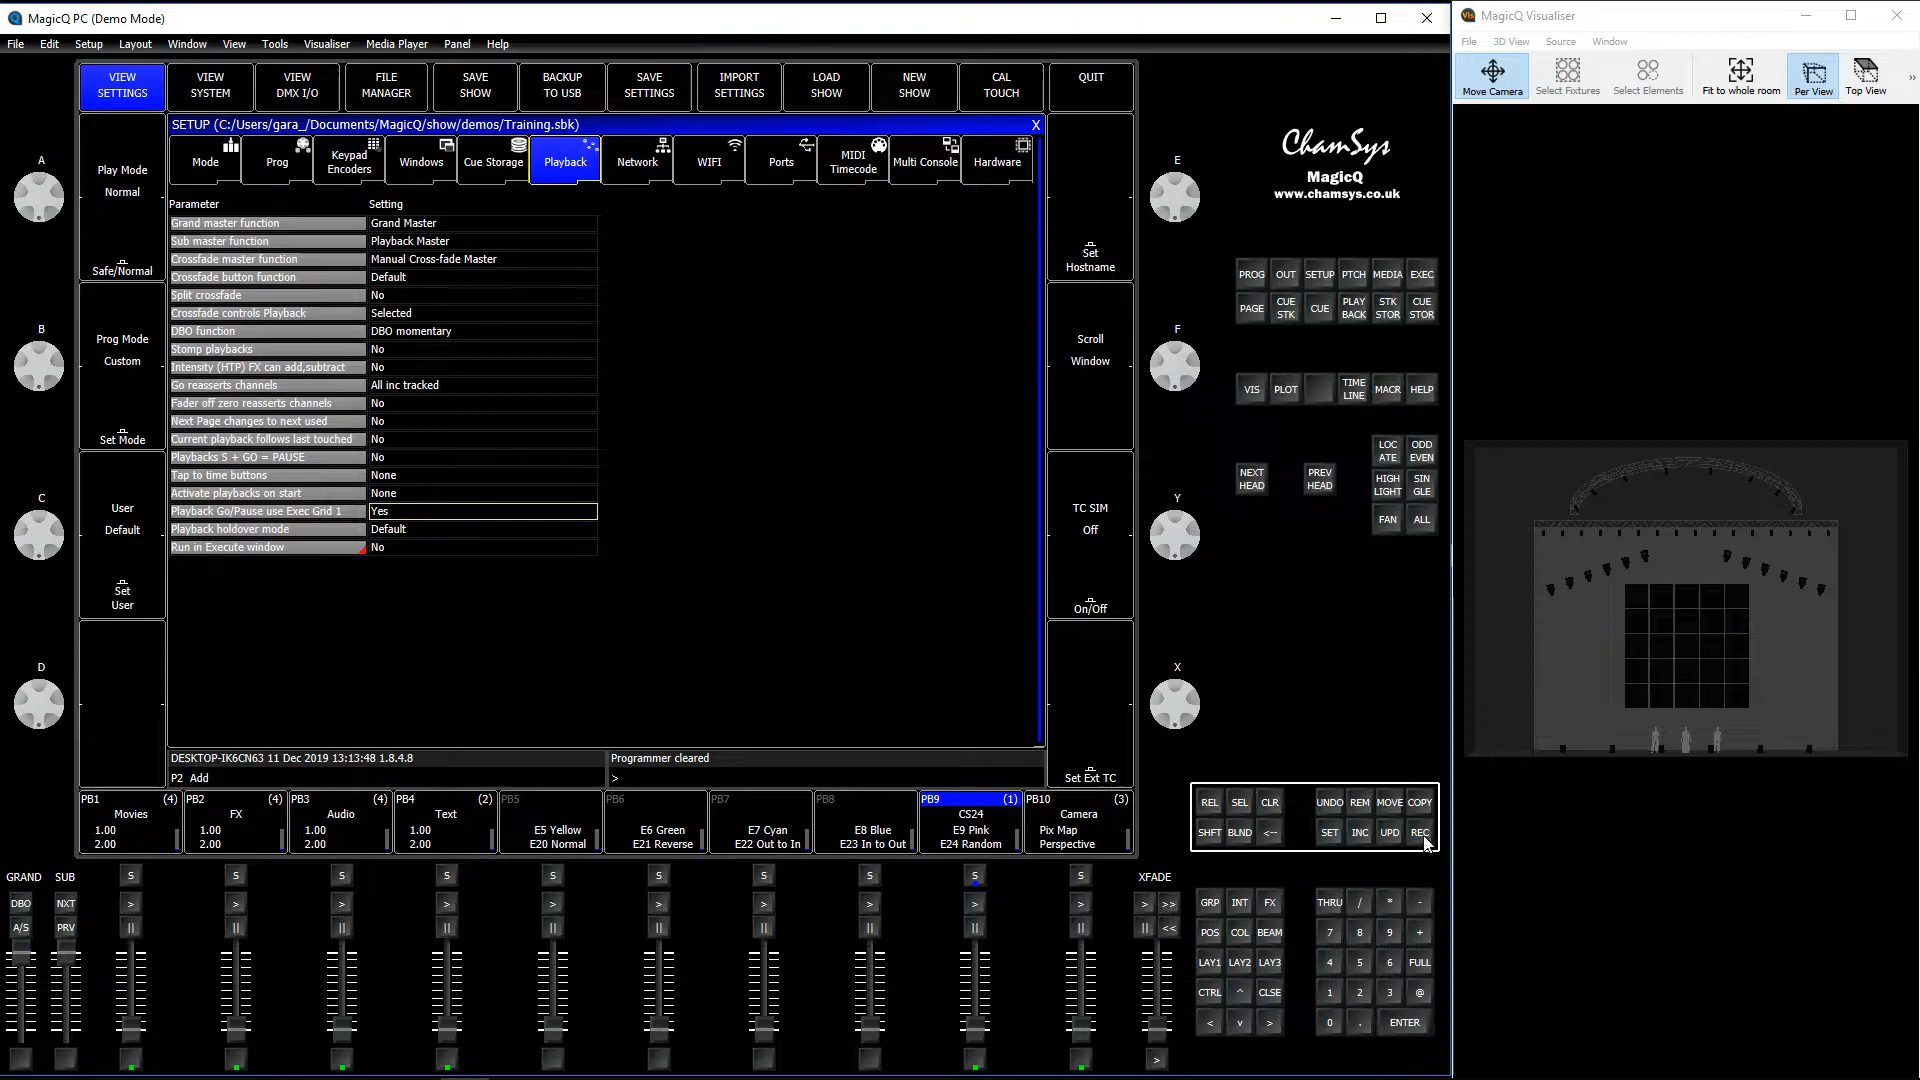 MagicQ PC (Demo Mode)
File Edit Setup Layout Window View Tools Visualiser Media Player Panel Help
VIEW SETTINGS
VIEW SYSTEM
VIEW DMX I/O
FILE MANAGER
SAVE SHOW
BACKUP TO USB
SAVE SETTINGS
IMPORT SETTINGS
LOAD SHOW
NEW SHOW
CAL TOUCH
QUIT
SETUP (C:/Users/gara_/Documents/MagicQ/show/demos/Training.sbk) X
Mode
Prog
Keypad Encoders
Windows
Cue Storage
Playback
Network
WIFI
Ports
MIDI Timecode
Multi Console
Hardware
Parameter Setting
Grand master function Grand Master
Sub master function Playback Master
Crossfade master function Manual Cross-fade Master
Crossfade button function Default
Split crossfade No
Crossfade controls Playback Selected
DBO function DBO momentary
Stomp playbacks No
Intensity (HTP) FX can add,subtract No
Go reasserts channels All inc tracked
Fader off zero reasserts channels No
Next Page changes to next used No
Current playback follows last touched No
Playbacks S + GO = PAUSE No
Tap to time buttons None
Activate playbacks on start None
Playback Go/Pause use Exec Grid 1 Yes
Playback holdover mode Default
Run in Execute window No
A
Play Mode
Normal
Safe/Normal
B
Prog Mode
Custom
Set Mode
C
User
Default
Set
User
D
Set
Hostname
Scroll
Window
TC SIM
Off
On/Off
Set Ext TC
E
F
Y
X
DESKTOP-IK6CN63 11 Dec 2019 13:13:48 1.8.4.8 Programmer cleared
P2 Add >
PB1 (4)
Movies
1.00
2.00
PB2 (4)
FX
1.00
2.00
PB3 (4)
Audio
1.00
2.00
PB4 (2)
Text
1.00
2.00
PB5
E5 Yellow
E20 Normal
PB6
E6 Green
E21 Reverse
PB7
E7 Cyan
E22 Out to In
PB8
E8 Blue
E23 In to Out
PB9 (1)
CS24
E9 Pink
E24 Random
PB10 (3)
Camera
Pix Map
Perspective
GRAND SUB
DBO NXT
A/S PRV
S S S S S S S S S S
> > > > > > > > > >
|| || || || || || || || || ||
XFADE
> >>
|| <<
>
ChamSys
MagicQ
www.chamsys.co.uk
PROG OUT SETUP PTCH MEDIA EXEC
PAGE CUE STK CUE PLAY BACK STK STOR CUE STOR
VIS PLOT TIME LINE MACR HELP
NEXT HEAD PREV HEAD
LOC ATE ODD EVEN
HIGH LIGHT SIN GLE
FAN ALL
REL SEL CLR UNDO REM MOVE COPY
SHFT BLND <-- SET INC UPD REC
GRP INT FX THRU / * -
POS COL BEAM 7 8 9 +
LAY1 LAY2 LAY3 4 5 6 FULL
CTRL ^ CLSE 1 2 3 @
< v > 0 . ENTER
MagicQ Visualiser
File 3D View Source Window
Move Camera
Select Fixtures
Select Elements
Fit to whole room
Per View
Top View
»